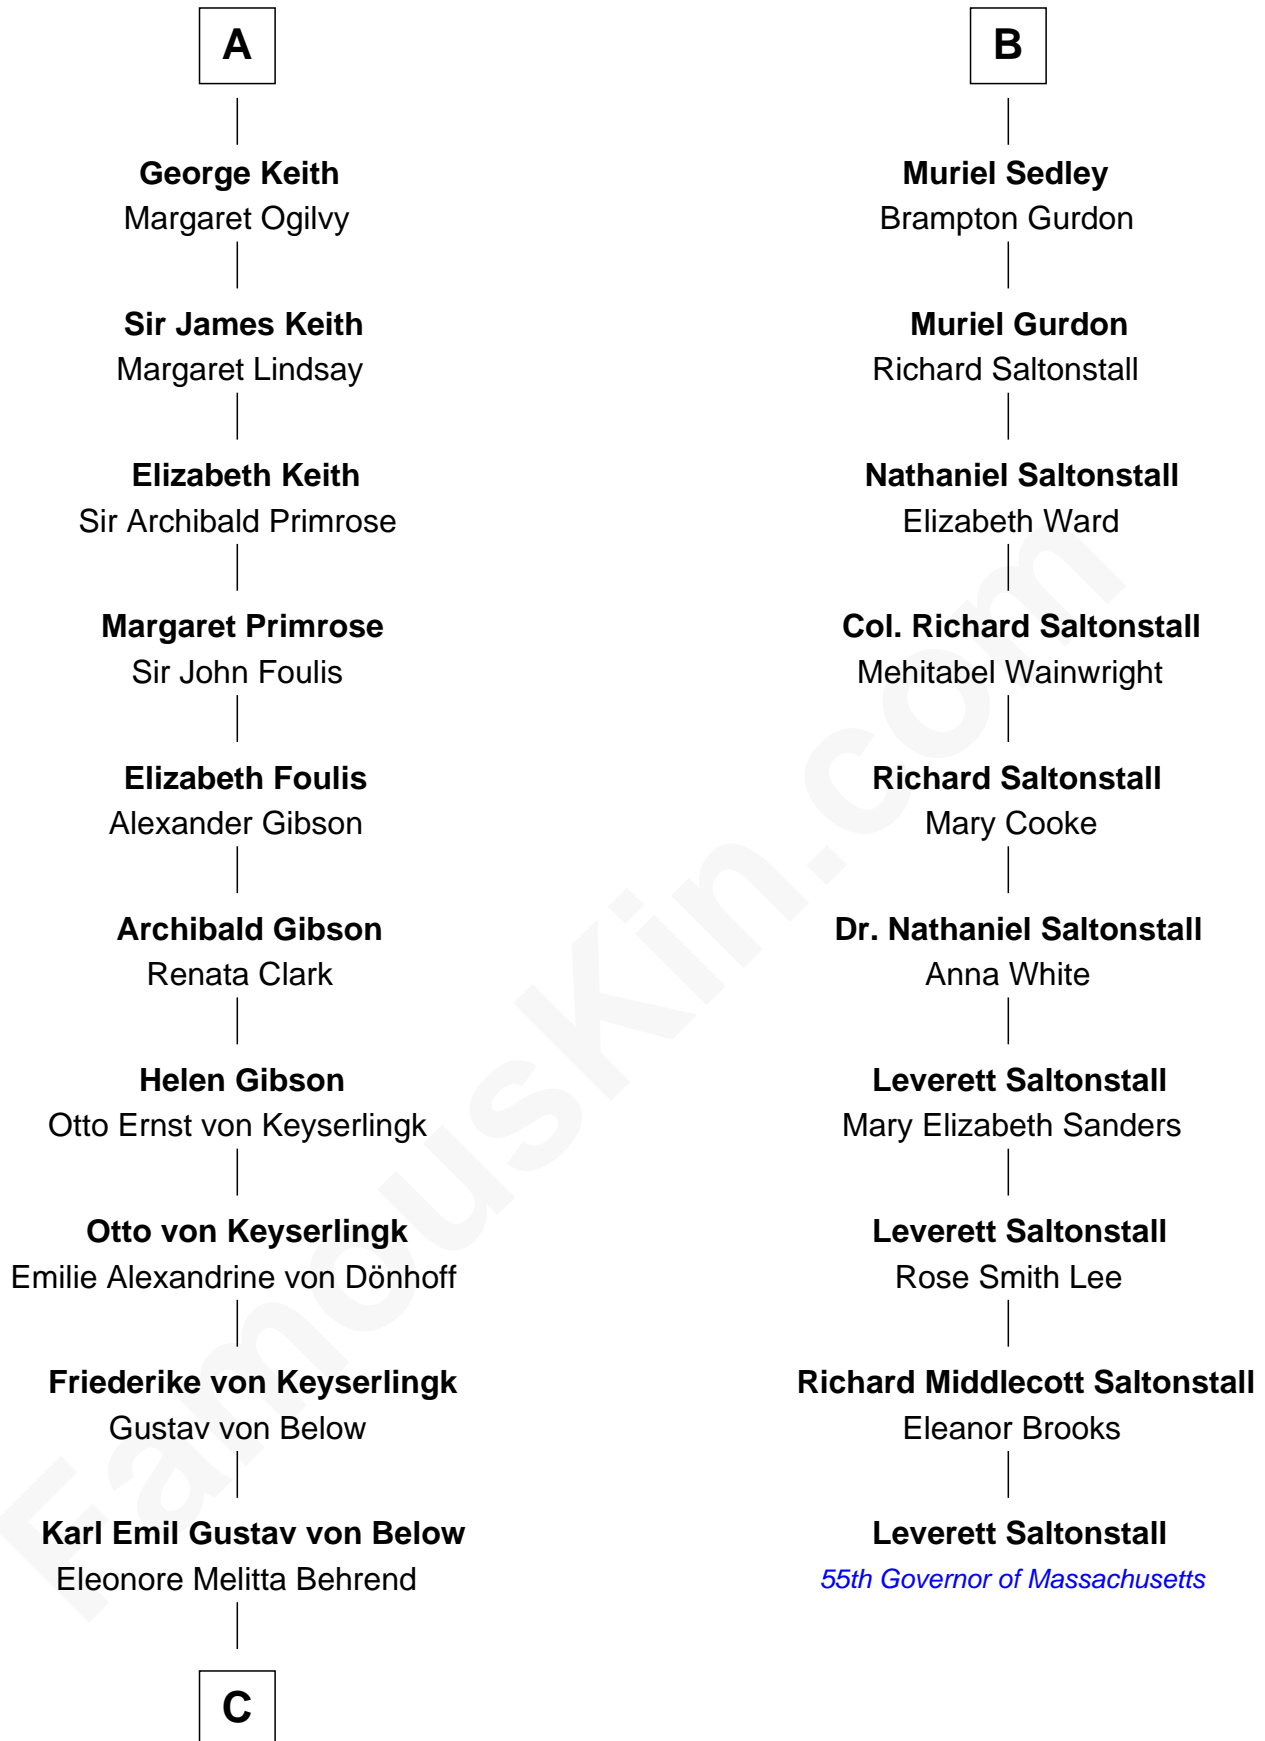 A
George Keith
Margaret Ogilvy
Sir James Keith
Margaret Lindsay
Elizabeth Keith
Sir Archibald Primrose
Margaret Primrose
Sir John Foulis
Elizabeth Foulis
Alexander Gibson
Archibald Gibson
Renata Clark
Helen Gibson
Otto Ernst von Keyserlingk
Otto von Keyserlingk
Emilie Alexandrine von Dönhoff
Friederike von Keyserlingk
Gustav von Below
Karl Emil Gustav von Below
Eleonore Melitta Behrend
C
B
Muriel Sedley
Brampton Gurdon
Muriel Gurdon
Richard Saltonstall
Nathaniel Saltonstall
Elizabeth Ward
Col. Richard Saltonstall
Mehitabel Wainwright
Richard Saltonstall
Mary Cooke
Dr. Nathaniel Saltonstall
Anna White
Leverett Saltonstall
Mary Elizabeth Sanders
Leverett Saltonstall
Rose Smith Lee
Richard Middlecott Saltonstall
Eleanor Brooks
Leverett Saltonstall
55th Governor of Massachusetts
FamousKin.com